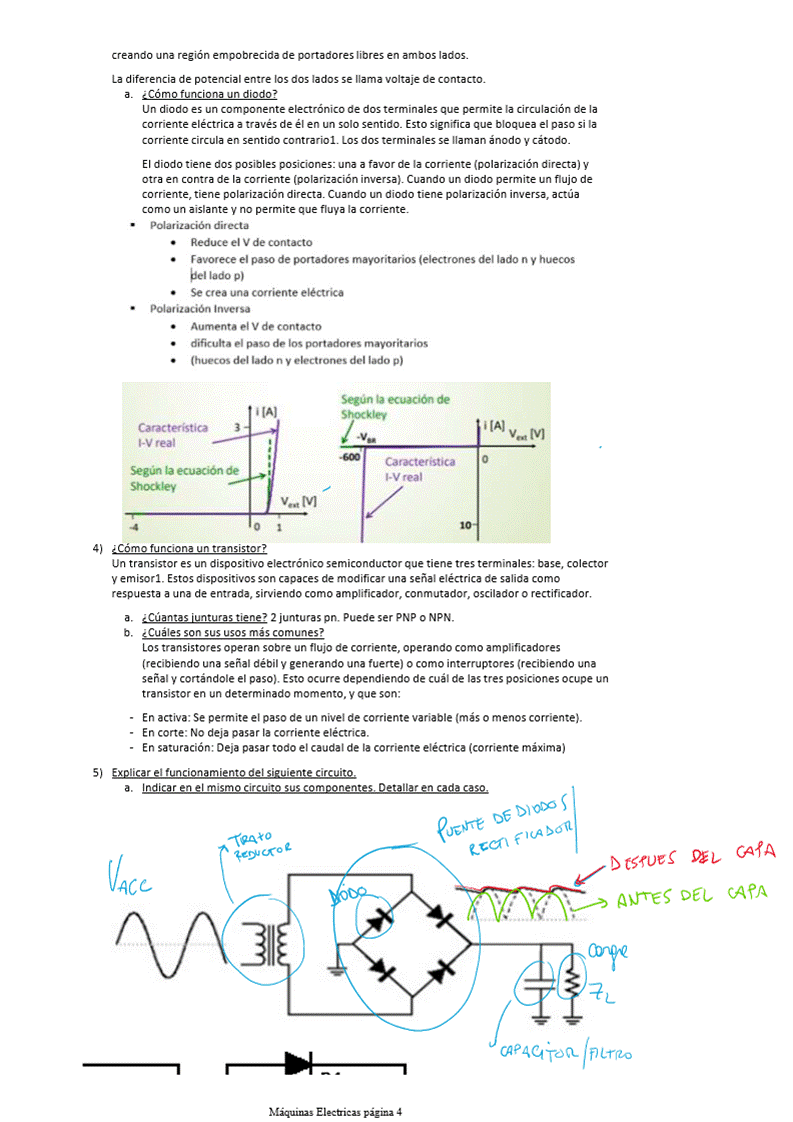 creando una región empobrecida de portadores libres en ambos lados.
La diferencia de potencial entre los dos lados se llama voltaje de contacto.
a. ¿Cómo funciona un diodo?
Un diodo es un componente electrónico de dos terminales que permite la circulación de la
corriente eléctrica a través de él en un solo sentido. Esto significa que bloquea el paso si la
corriente circula en sentido contrario1. Los dos terminales se llaman ánodo y cátodo.
El diodo tiene dos posibles posiciones: una a favor de la corriente (polarización directa) y
otra en contra de la corriente (polarización inversa). Cuando un diodo permite un flujo de
corriente, tiene polarización directa. Cuando un diodo tiene polarización inversa, actúa
como un aislante y no permite que fluya la corriente.
▪ Polarización directa
• Reduce el V de contacto
• Favorece el paso de portadores mayoritarios (electrones del lado n y huecos
del lado p)
• Se crea una corriente eléctrica
▪ Polarización Inversa
• Aumenta el V de contacto
• dificulta el paso de los portadores mayoritarios
• (huecos del lado n y electrones del lado p)
i [A]
3
Característica
I-V real
Según la ecuación de
Shockley
Vext [V]
-4
0 1
Según la ecuación de
Shockley
-VBR
i [A]
Vext [V]
-600
0
Característica
I-V real
10
4) ¿Cómo funciona un transistor?
Un transistor es un dispositivo electrónico semiconductor que tiene tres terminales: base, colector
y emisor1. Estos dispositivos son capaces de modificar una señal eléctrica de salida como
respuesta a una de entrada, sirviendo como amplificador, conmutador, oscilador o rectificador.
a. ¿Cúantas junturas tiene? 2 junturas pn. Puede ser PNP o NPN.
b. ¿Cuáles son sus usos más comunes?
Los transistores operan sobre un flujo de corriente, operando como amplificadores
(recibiendo una señal débil y generando una fuerte) o como interruptores (recibiendo una
señal y cortándole el paso). Esto ocurre dependiendo de cuál de las tres posiciones ocupe un
transistor en un determinado momento, y que son:
- En activa: Se permite el paso de un nivel de corriente variable (más o menos corriente).
- En corte: No deja pasar la corriente eléctrica.
- En saturación: Deja pasar todo el caudal de la corriente eléctrica (corriente máxima)
5) Explicar el funcionamiento del siguiente circuito.
a. Indicar en el mismo circuito sus componentes. Detallar en cada caso.
PUENTE DE DIODOS /
RECTIFICADOR
TRAFO
REDUCTOR
DESPUES DEL CAPA
VACC
DIODO
ANTES DEL CAPA
Carga
ZL
CAPACITOR/FILTRO
Máquinas Electricas página 4